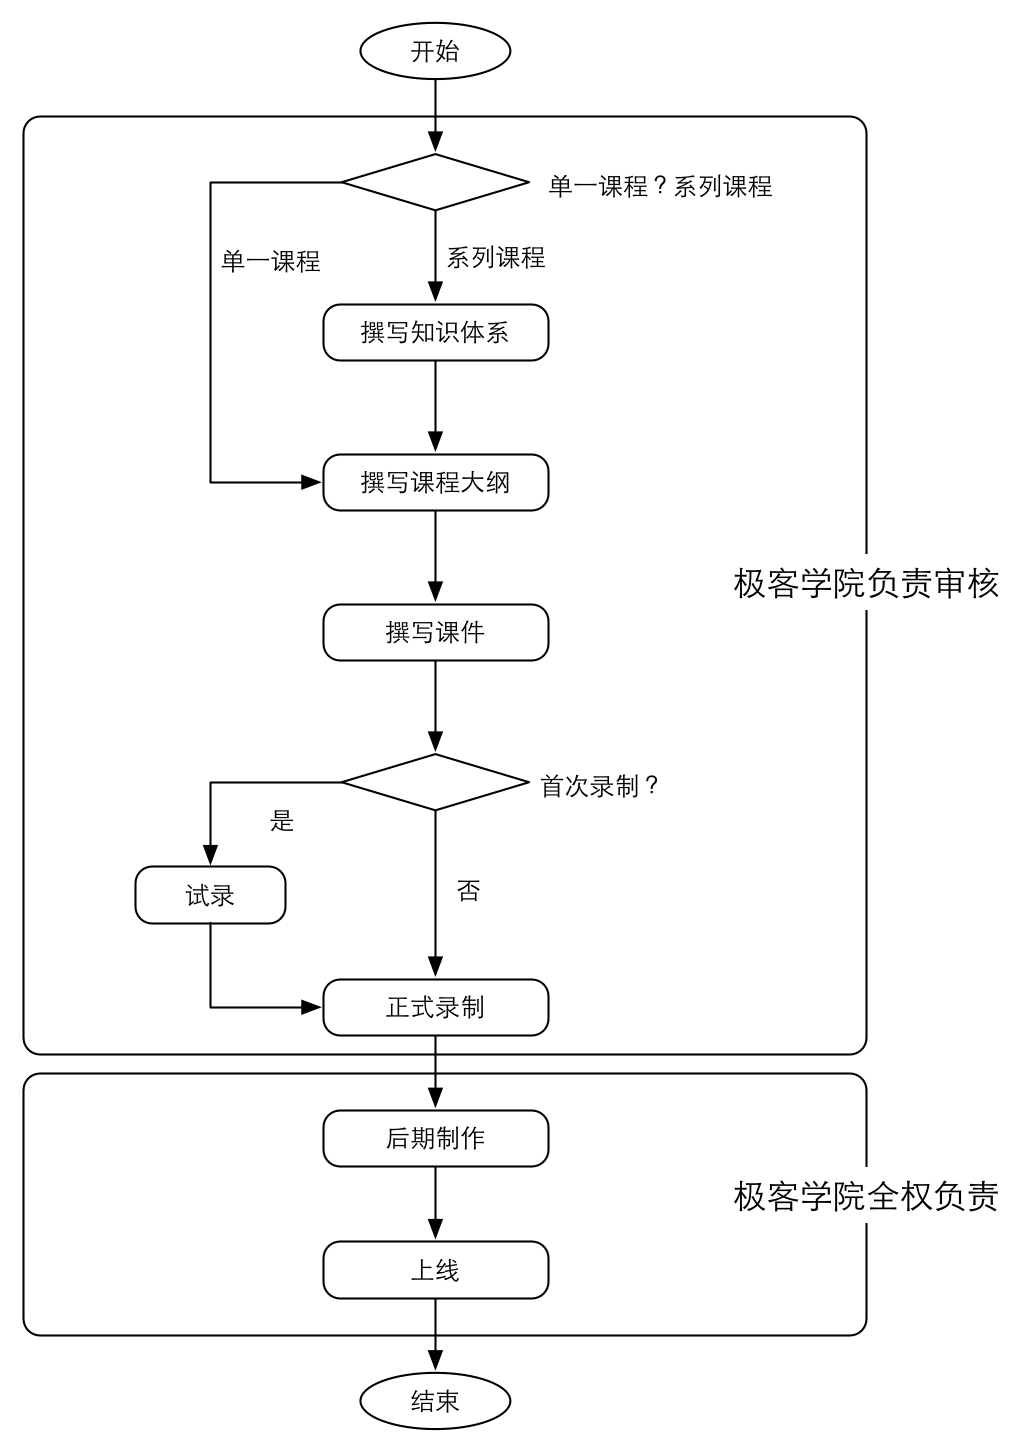 开始
单一课程？系列课程
单一课程
系列课程
撰写知识体系
撰写课程大纲
极客学院负责审核
撰写课件
首次录制？
是
否
试录
正式录制
后期制作
极客学院全权负责
上线
结束